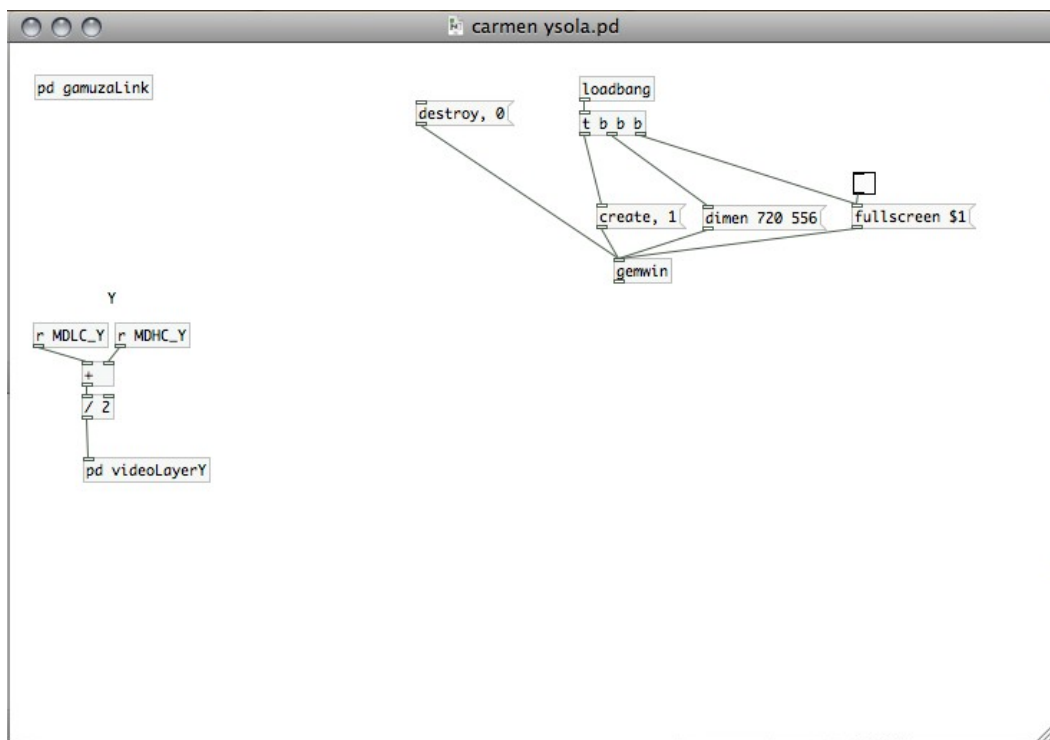 carmen ysola.pd
pd gamuzaLink
loadbang
destroy, 0
t b b b
create, 1
dimen 720 556
fullscreen $1
gemwin
Y
r MDLC_Y
r MDHC_Y
+
/ 2
pd videoLayerY